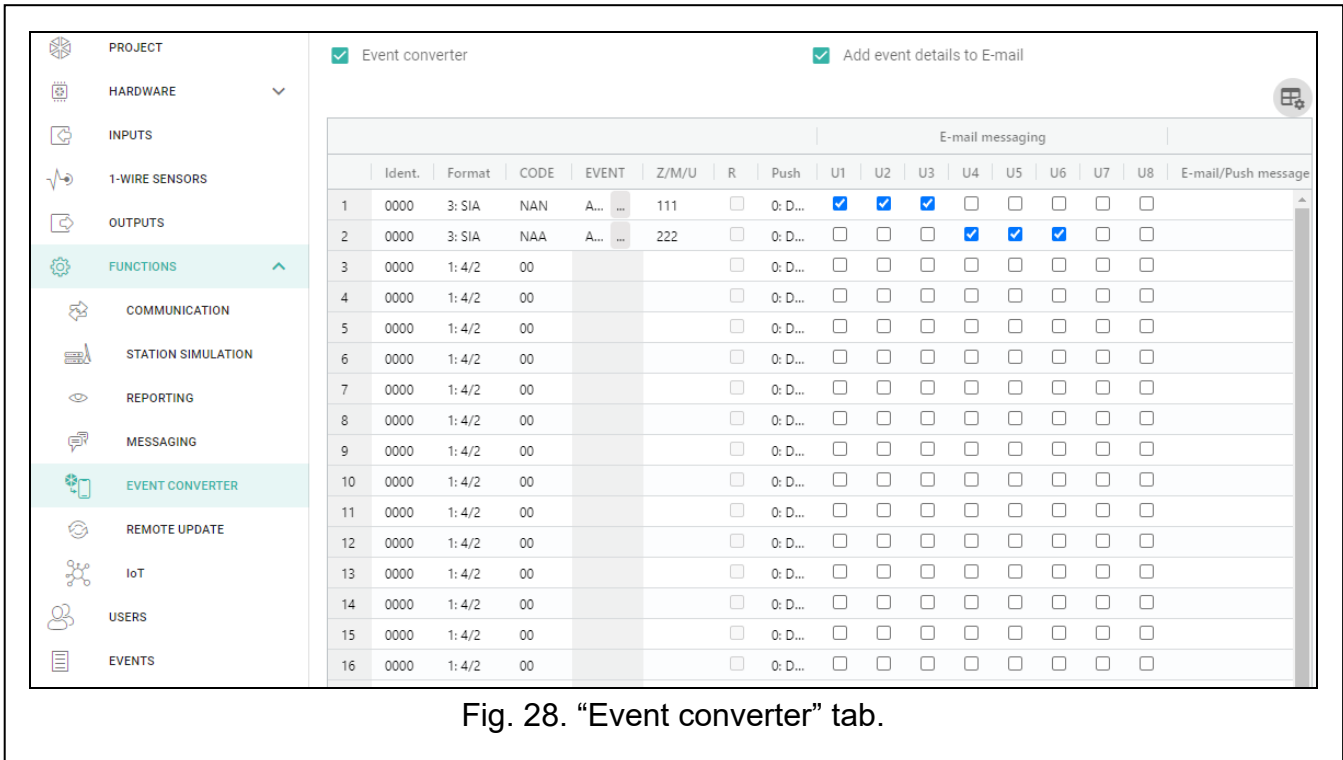 PROJECT
HARDWARE
INPUTS
1-WIRE SENSORS
OUTPUTS
FUNCTIONS
COMMUNICATION
STATION SIMULATION
REPORTING
MESSAGING
EVENT CONVERTER
REMOTE UPDATE
IoT
USERS
EVENTS
Event converter Add event details to E-mail
E-mail messaging
Ident. Format CODE EVENT Z/M/U R Push U1 U2 U3 U4 U5 U6 U7 U8 E-mail/Push message
1 0000 3: SIA NAN A... ... 111 0: D...
2 0000 3: SIA NAA A... ... 222 0: D...
3 0000 1: 4/2 00 0: D...
4 0000 1: 4/2 00 0: D...
5 0000 1: 4/2 00 0: D...
6 0000 1: 4/2 00 0: D...
7 0000 1: 4/2 00 0: D...
8 0000 1: 4/2 00 0: D...
9 0000 1: 4/2 00 0: D...
10 0000 1: 4/2 00 0: D...
11 0000 1: 4/2 00 0: D...
12 0000 1: 4/2 00 0: D...
13 0000 1: 4/2 00 0: D...
14 0000 1: 4/2 00 0: D...
15 0000 1: 4/2 00 0: D...
16 0000 1: 4/2 00 0: D...
Fig. 28. “Event converter” tab.